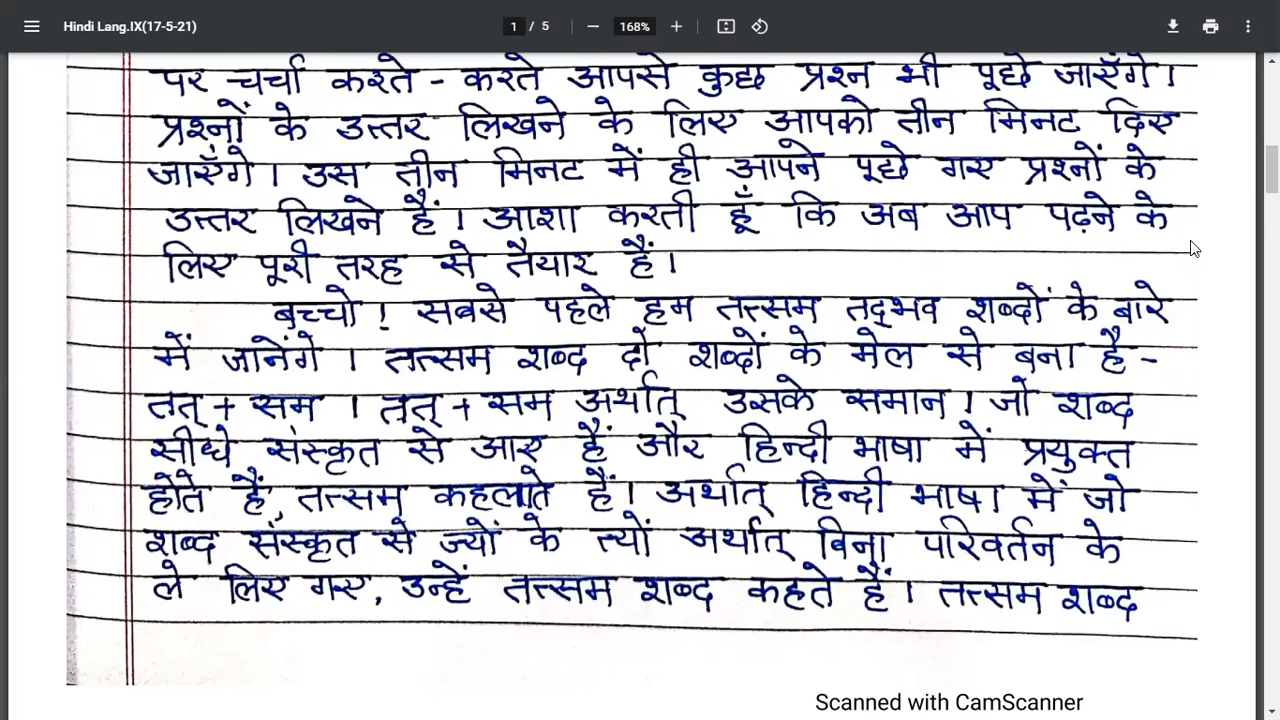 Hindi Lang.IX(17-5-21)
1 / 5
168%
पर चर्चा करते - करते आपसे कुछ प्रश्न भी पूछे जाएँगे।
प्रश्नों के उत्तर लिखने के लिए आपको तीन मिनट दिए
जाएँगे। उस तीन मिनट में ही आपने पूछे गए प्रश्नों के
उत्तर लिखने हैं। आशा करती हूँ कि अब आप पढ़ने के
लिए पूरी तरह से तैयार हैं।
बच्चो! सबसे पहले हम तत्सम तद्भव शब्दों के बारे
में जानेंगे। तत्सम शब्द दो शब्दों के मेल से बना है-
तत् + सम। तत् + सम अर्थात् उसके समान। जो शब्द
सीधे संस्कृत से आए हैं और हिन्दी भाषा में प्रयुक्त
होते हैं, तत्सम कहलाते हैं। अर्थात् हिन्दी भाषा में जो
शब्द संस्कृत से ज्यों के त्यों अर्थात् बिना परिवर्तन के
ले लिए गए, उन्हें तत्सम शब्द कहते हैं। तत्सम शब्द
Scanned with CamScanner